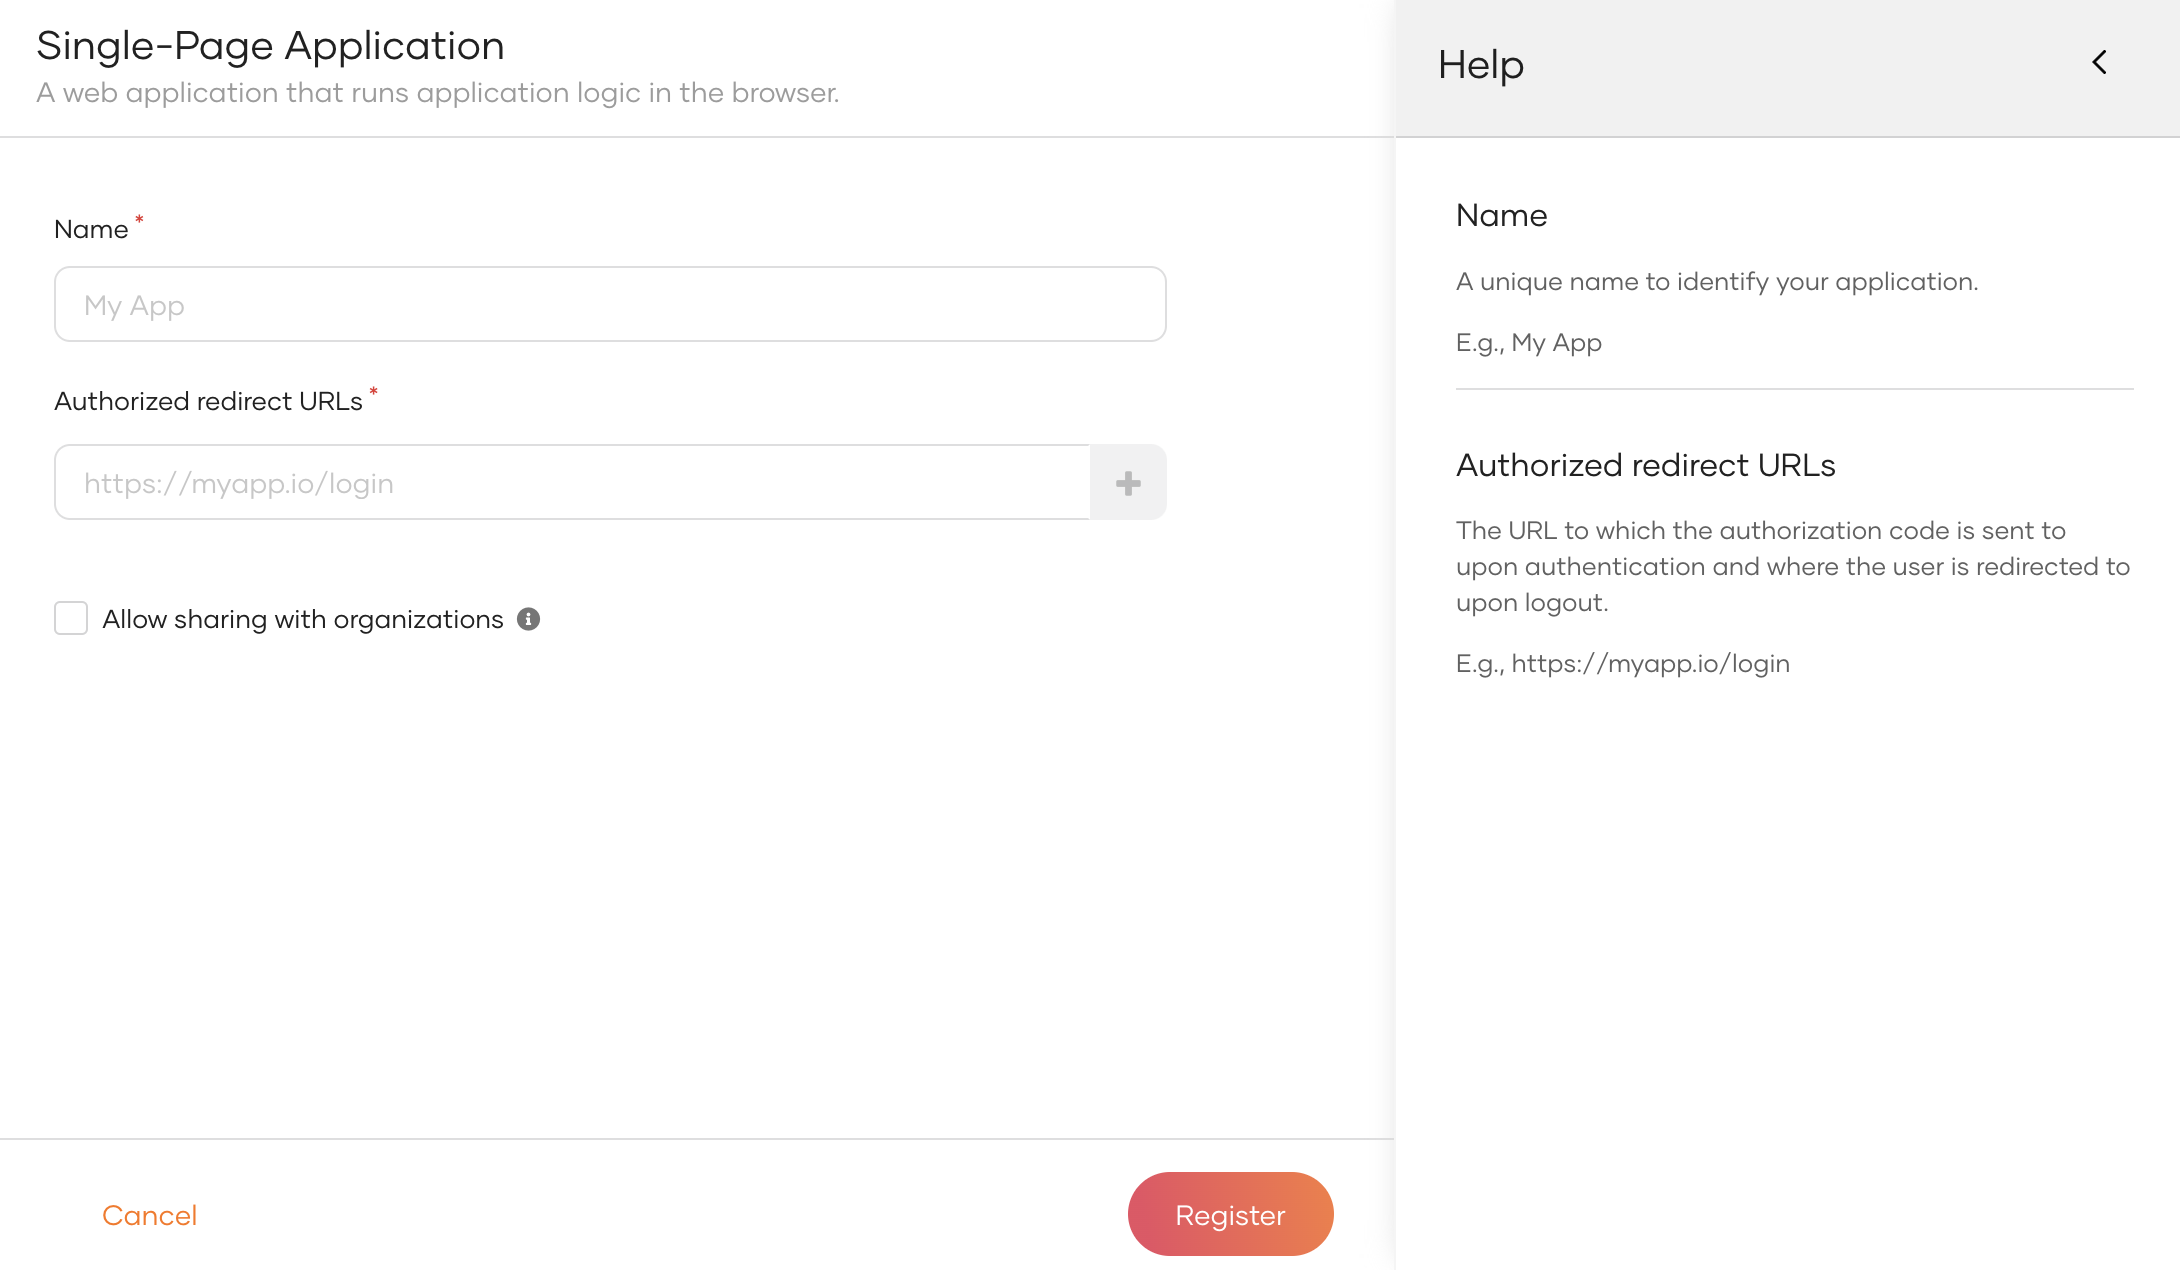 Single-Page Application
A web application that runs application logic in the browser.
Name *
My App
Authorized redirect URLs *
https://myapp.io/login
Allow sharing with organizations
Cancel
Register
Help
Name
A unique name to identify your application.
E.g., My App
Authorized redirect URLs
The URL to which the authorization code is sent to
upon authentication and where the user is redirected to
upon logout.
E.g., https://myapp.io/login